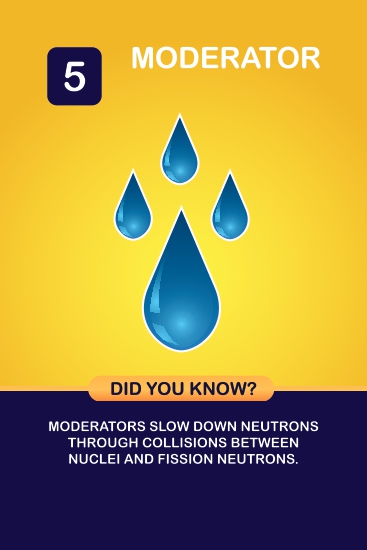 5
MODERATOR
DID YOU KNOW?
MODERATORS SLOW DOWN NEUTRONS
THROUGH COLLISIONS BETWEEN
NUCLEI AND FISSION NEUTRONS.